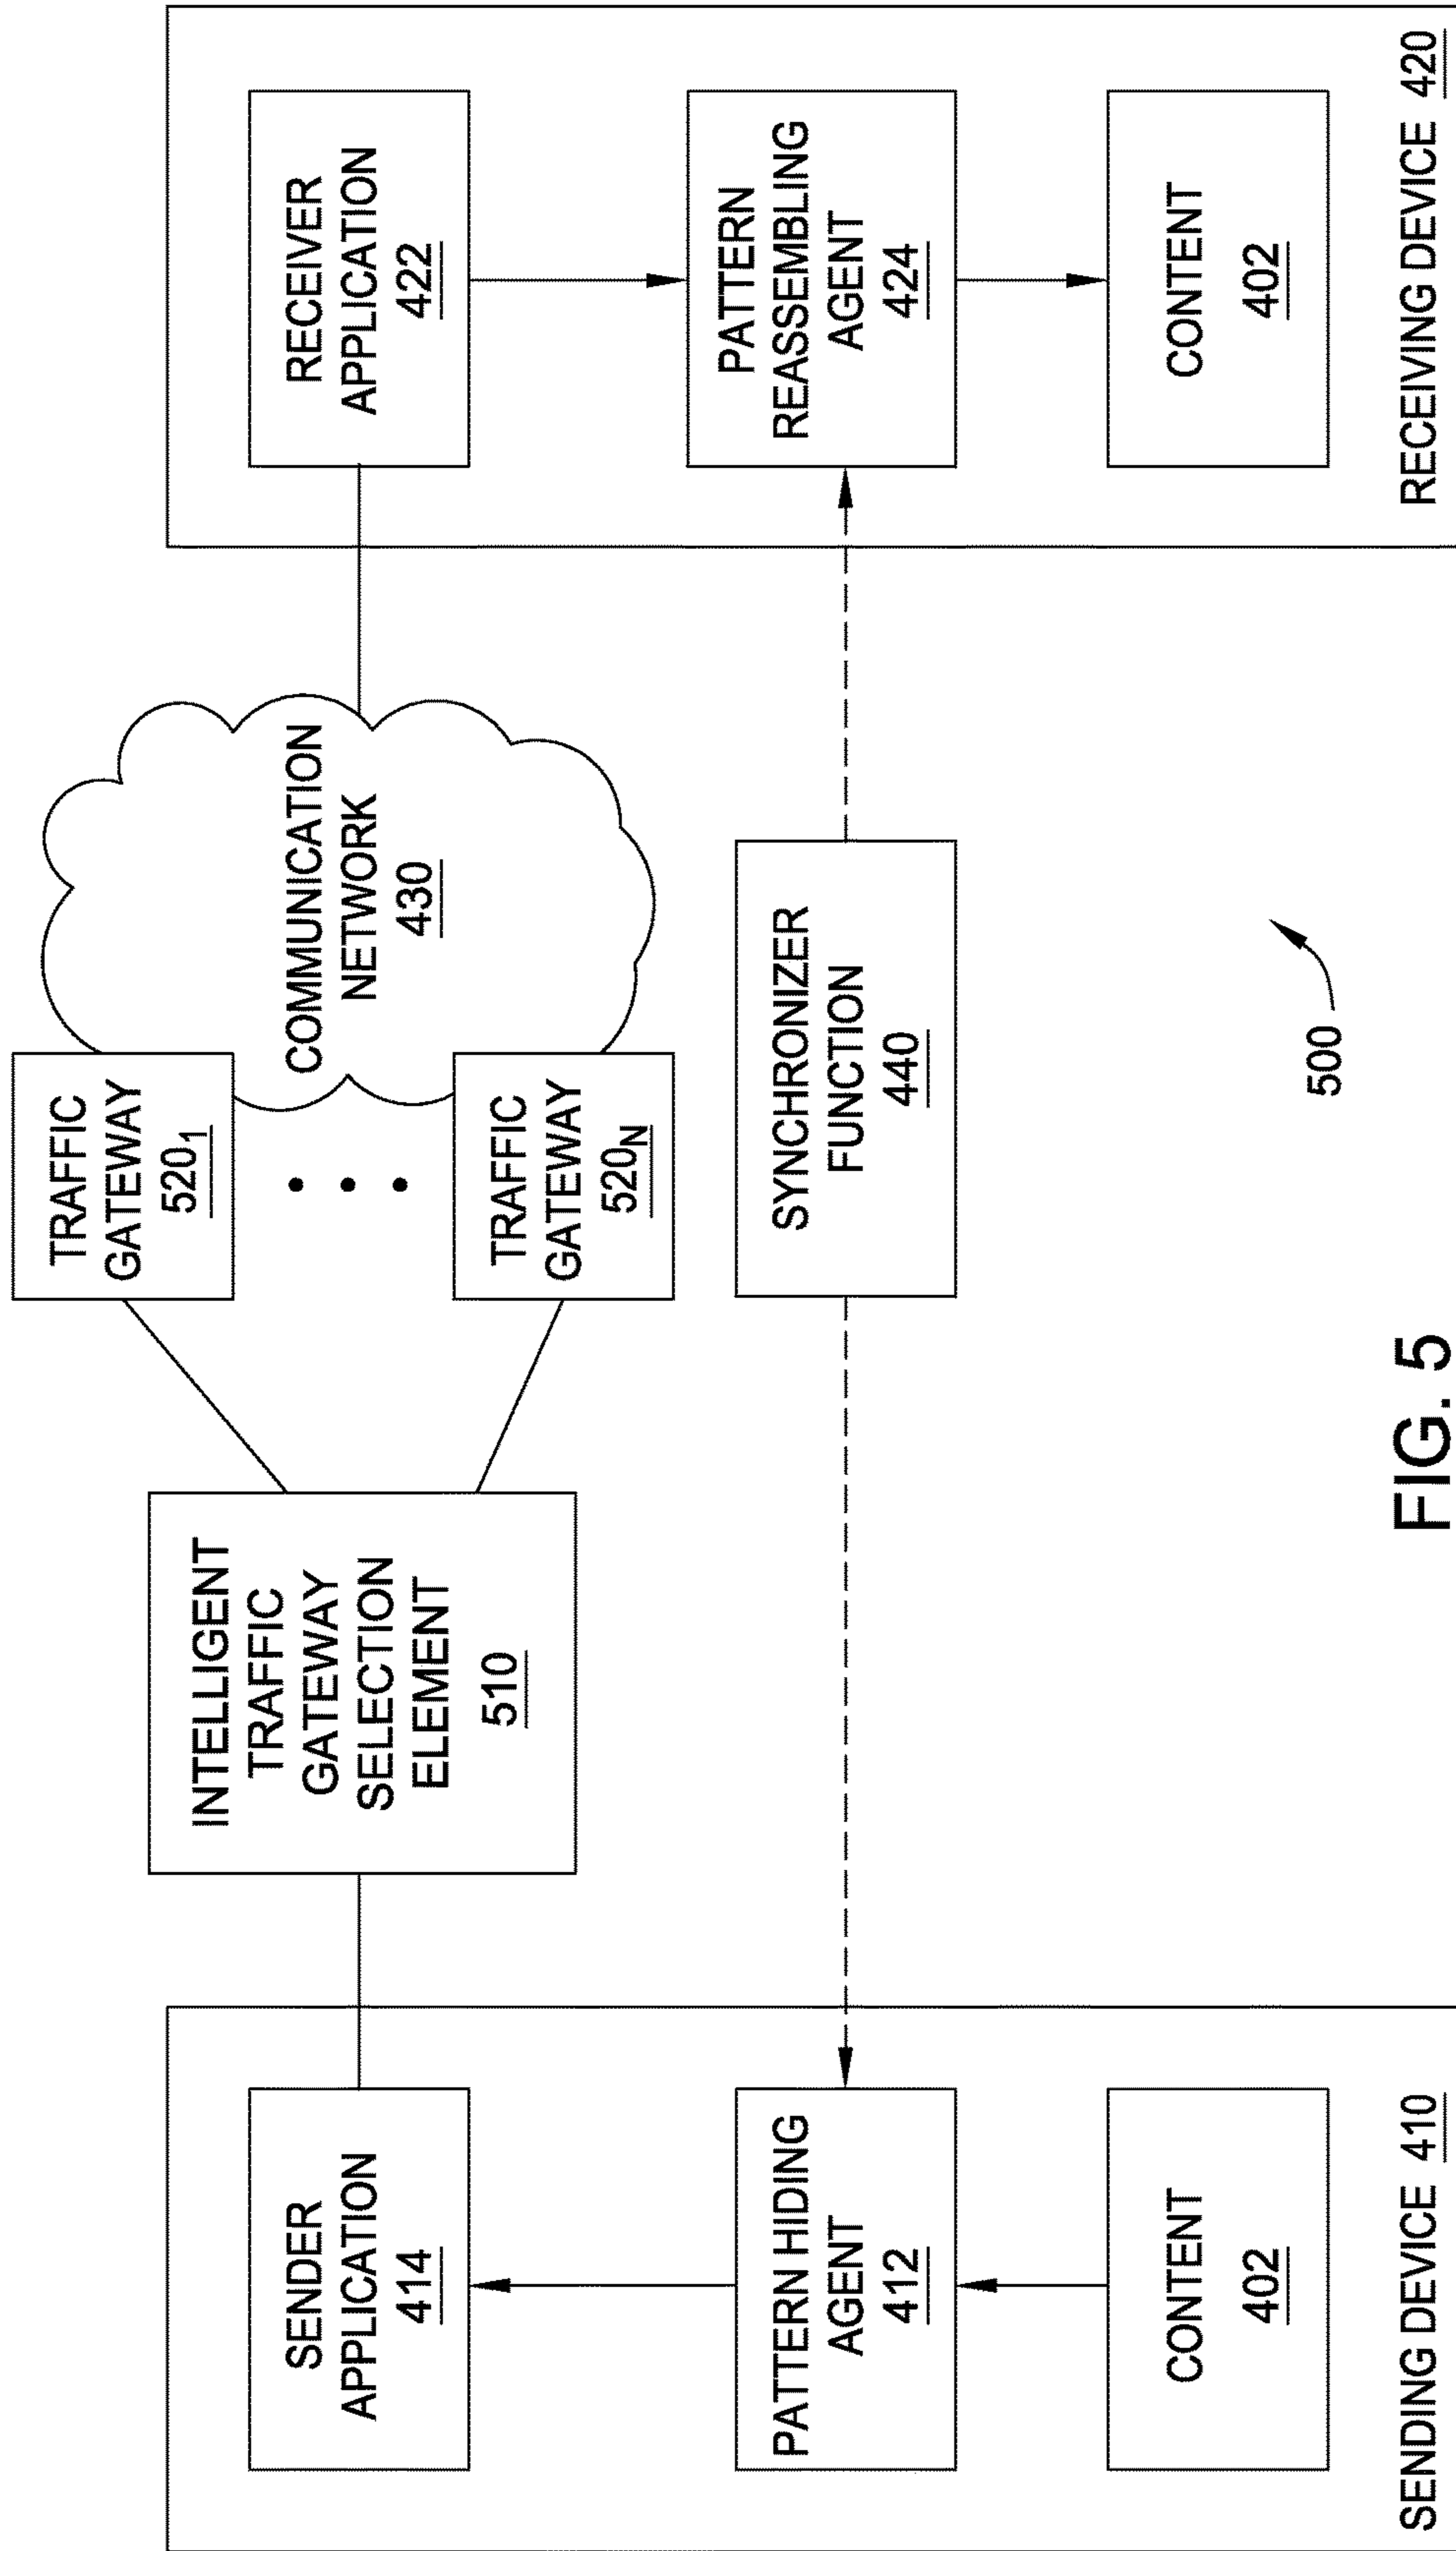 SENDER
APPLICATION
414
PATTERN HIDING
AGENT
412
CONTENT
402
SENDING DEVICE 410
INTELLIGENT
TRAFFIC
GATEWAY
SELECTION
ELEMENT
510
TRAFFIC
GATEWAY
520₁
TRAFFIC
GATEWAY
520ₙ
COMMUNICATION
NETWORK
430
SYNCHRONIZER
FUNCTION
440
RECEIVER
APPLICATION
422
PATTERN
REASSEMBLING
AGENT
424
CONTENT
402
RECEIVING DEVICE 420
500
FIG. 5